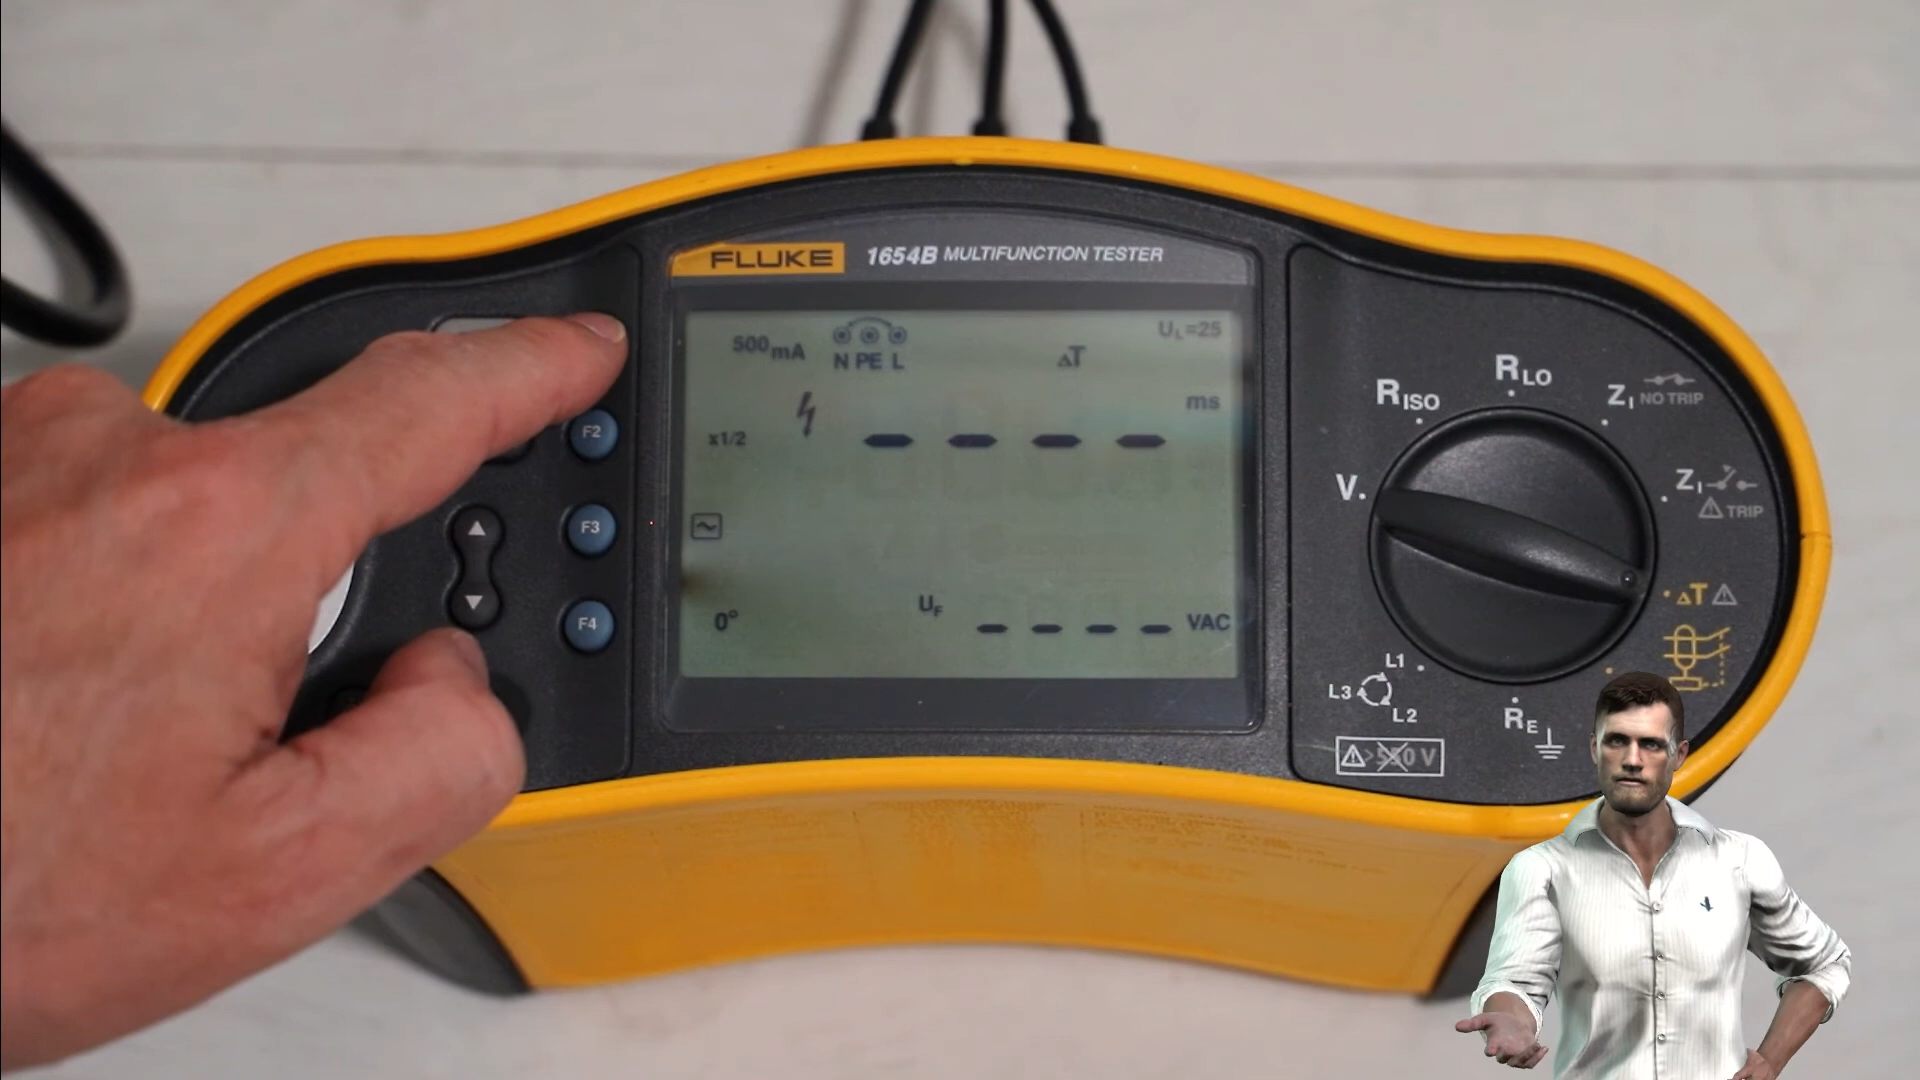 FLUKE 1654B MULTIFUNCTION TESTER
500mA
N PE L
ΔT
UL=25
ms
x1/2
0°
UF
VAC
F2
F3
F4
V
RISO
RLO
ZI NO TRIP
ZI TRIP
ΔT
RE
L1
L3
L2
>550 V